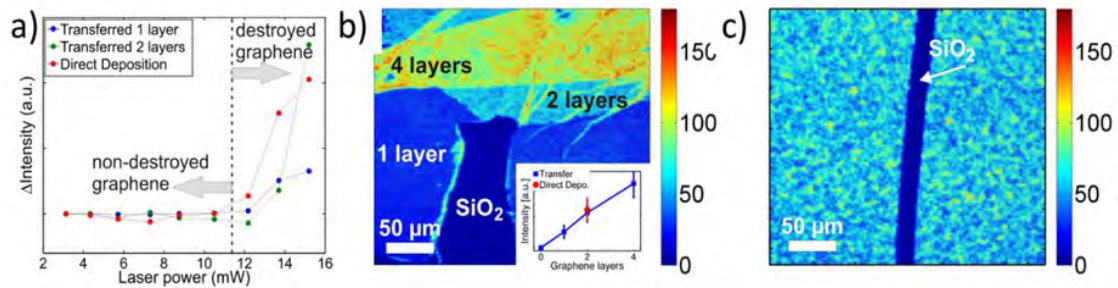 a)
Transferred 1 layer
Transferred 2 layers
Direct Deposition
destroyed
graphene
non-destroyed
graphene
ΔIntensity (a.u.)
2 4 6 8 10 12 14 16
Laser power (mW)
b)
4 layers
2 layers
1 layer
SiO2
50 μm
Transfer
Direct Depo.
Intensity [a.u.]
0 1 2 3 4
Graphene layers
150
100
50
0
c)
SiO2
50 μm
150
100
50
0